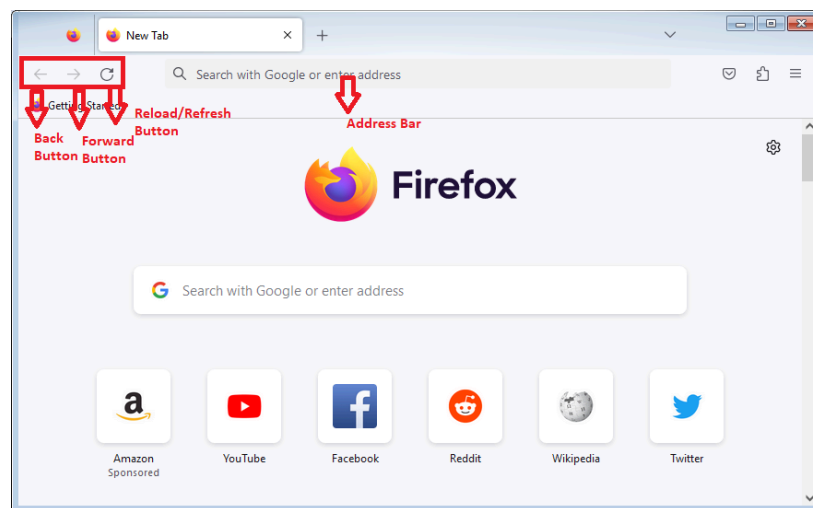 New Tab
Search with Google or enter address
Getting Started
Reload/Refresh
Button
Address Bar
Back
Button
Forward
Button
Firefox
Search with Google or enter address
Amazon
Sponsored
YouTube
Facebook
Reddit
Wikipedia
Twitter